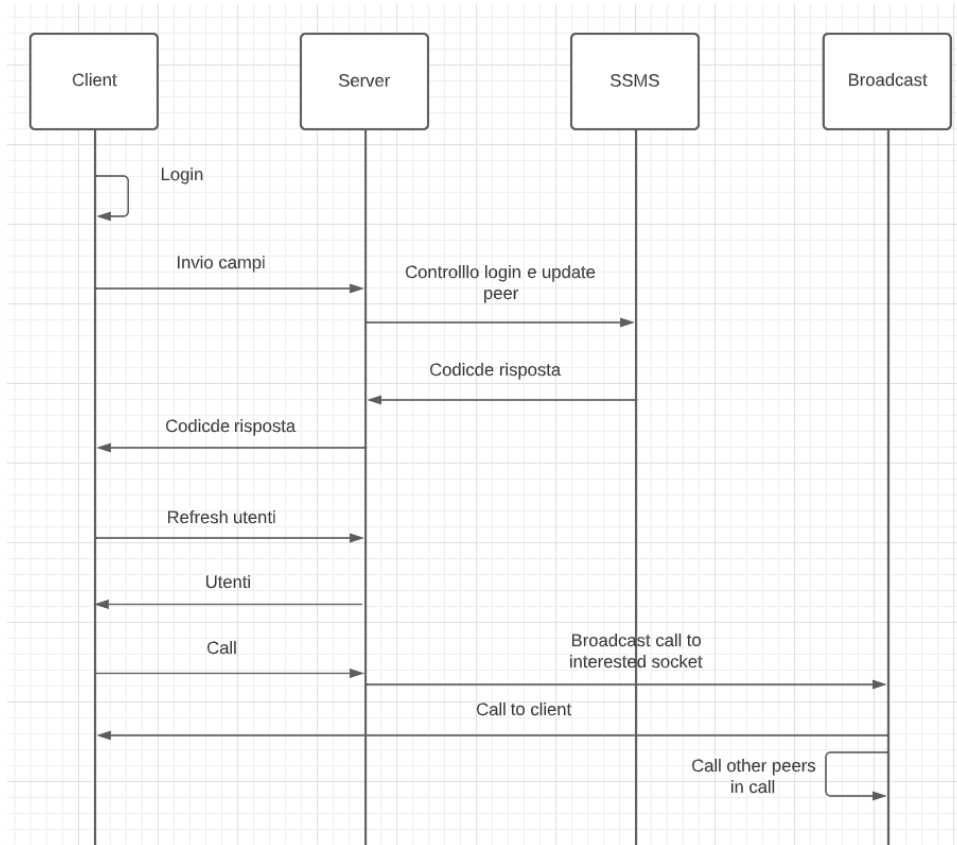 Client
Server
SSMS
Broadcast
Login
Invio campi
Controlllo login e update
peer
Codicde risposta
Codicde risposta
Refresh utenti
Utenti
Call
Broadcast call to
interested socket
Call to client
Call other peers
in call